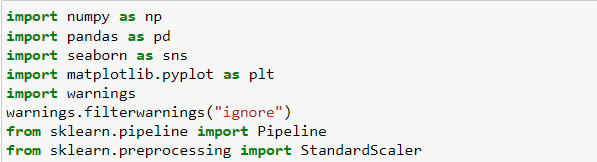 import numpy as np
import pandas as pd
import seaborn as sns
import matplotlib.pyplot as plt
import warnings
warnings.filterwarnings("ignore")
from sklearn.pipeline import Pipeline
from sklearn.preprocessing import StandardScaler